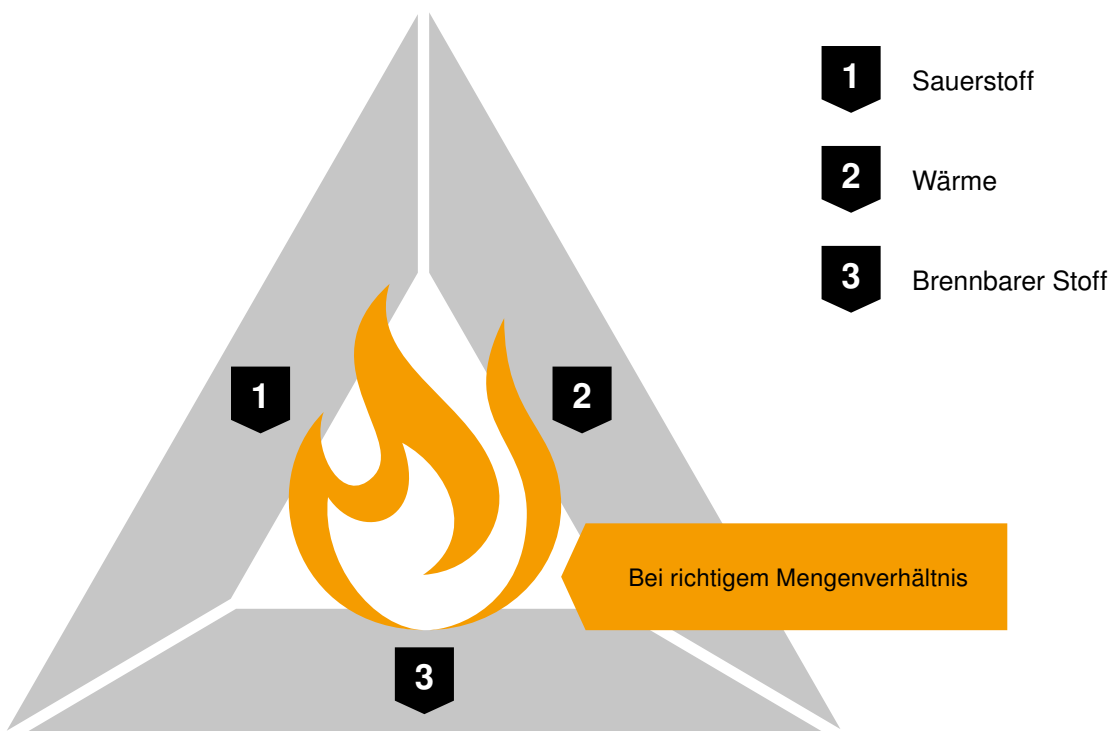 1 Sauerstoff
2 Wärme
3 Brennbarer Stoff
1
2
Bei richtigem Mengenverhältnis
3